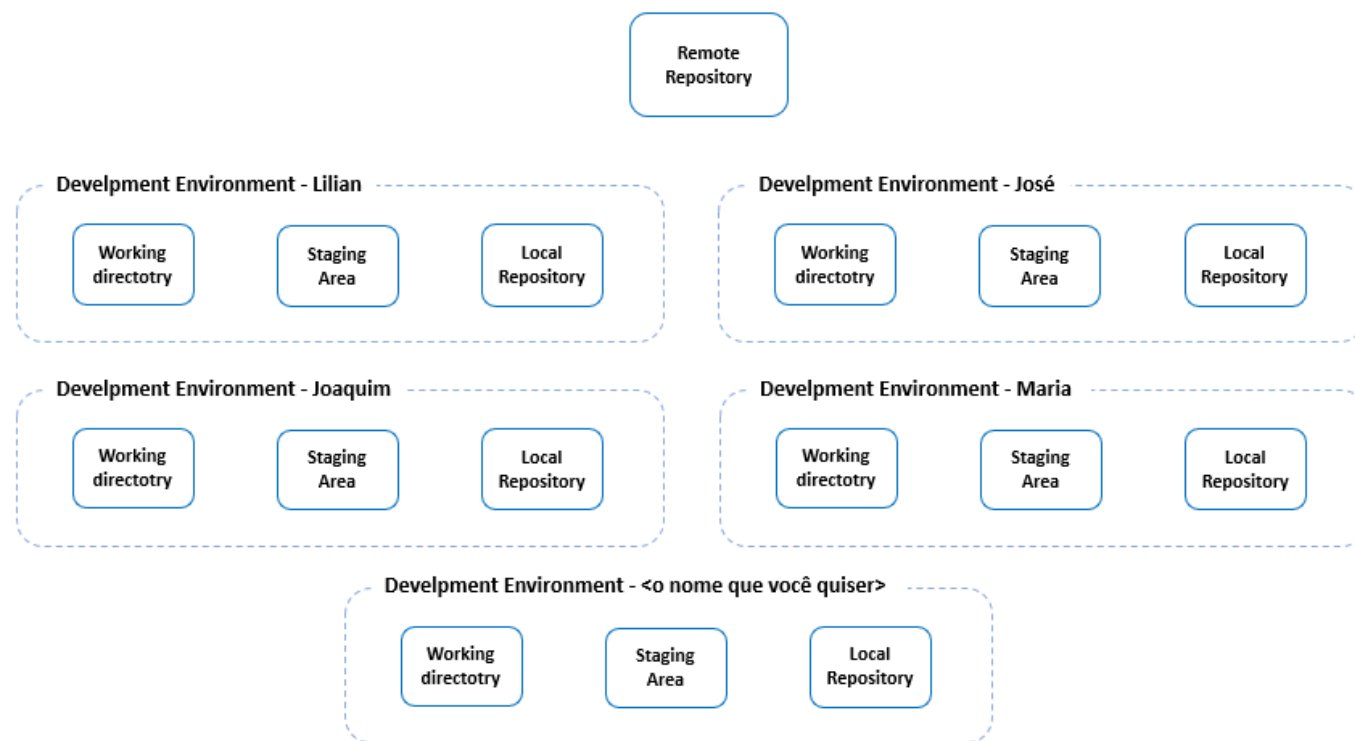 Remote
Repository
Develpment Environment - Lilian
Working
directotry
Staging
Area
Local
Repository
Develpment Environment - José
Working
directotry
Staging
Area
Local
Repository
Develpment Environment - Joaquim
Working
directotry
Staging
Area
Local
Repository
Develpment Environment - Maria
Working
directotry
Staging
Area
Local
Repository
Develpment Environment - <o nome que você quiser>
Working
directotry
Staging
Area
Local
Repository